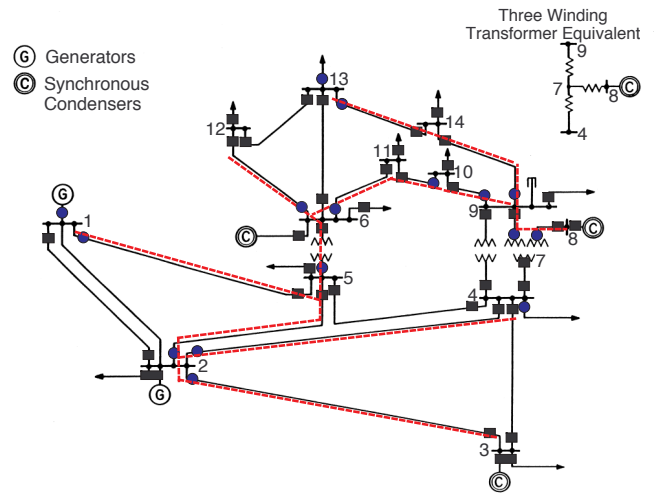 Three Winding
Transformer Equivalent
G Generators
C Synchronous
Condensers
9
7
8 C
4
13
14
12
11
10
G
1
9
6
C
8 C
7
5
4
2
G
3
C